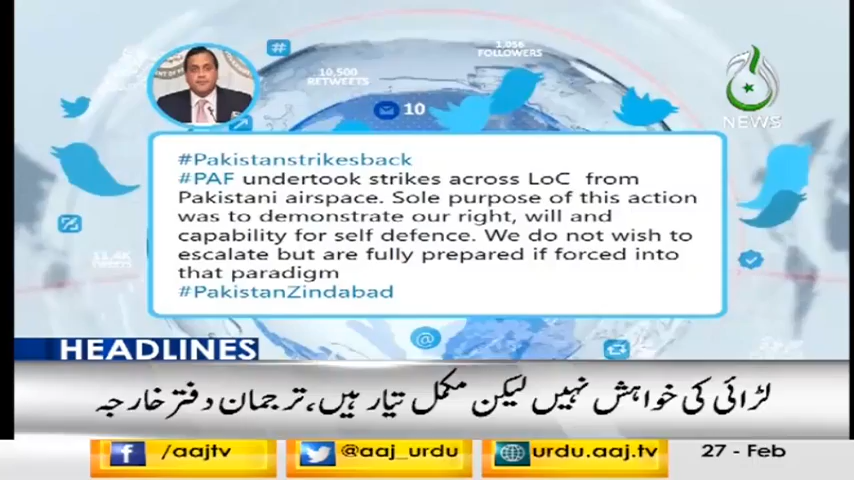 1,056
FOLLOWERS
10,500
RETWEETS
10
NEWS
#Pakistanstrikesback
#PAF undertook strikes across LoC from
Pakistani airspace. Sole purpose of this action
was to demonstrate our right, will and
capability for self defence. We do not wish to
escalate but are fully prepared if forced into
that paradigm
#PakistanZindabad
11.4K
HEADLINES
لڑائی کی خواہش نہیں لیکن مکمل تیار ہیں، ترجمان دفتر خارجہ
/aajtv
@aaj_urdu
urdu.aaj.tv
27 - Feb